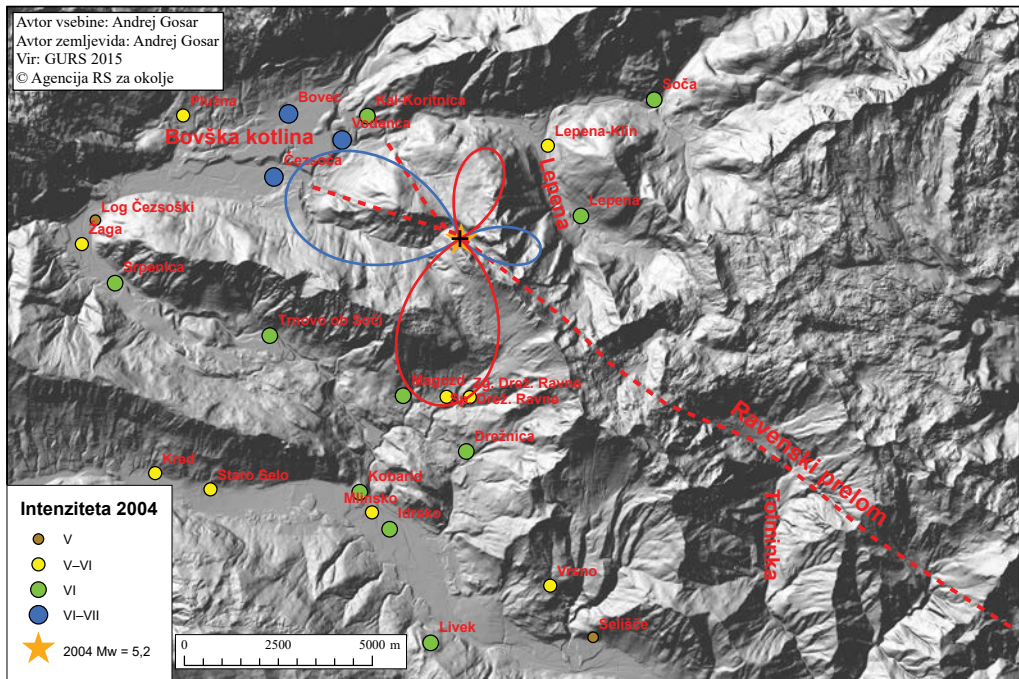 Avtor vsebine: Andrej Gosar
Avtor zemljevida: Andrej Gosar
Vir: GURS 2015
© Agencija RS za okolje
Plužna
Bovec
Kal-Koritnica
Soča
Vodenca
Bovška kotlina
Lepena-Klin
Čezsoča
Lepena
Lepena
Log Čezsoški
Žaga
Srpenica
Trnovo ob Soči
Magozd
Zg. Drež. Ravne
Sp. Drež. Ravne
Ravenski prelom
Drežnica
Kred
Staro Selo
Kobarid
Mlinsko
Idrsko
Tolminka
Vrsno
Selišče
Livek
Intenziteta 2004
V
V–VI
VI
VI–VII
2004 Mw = 5,2
0 2500 5000 m